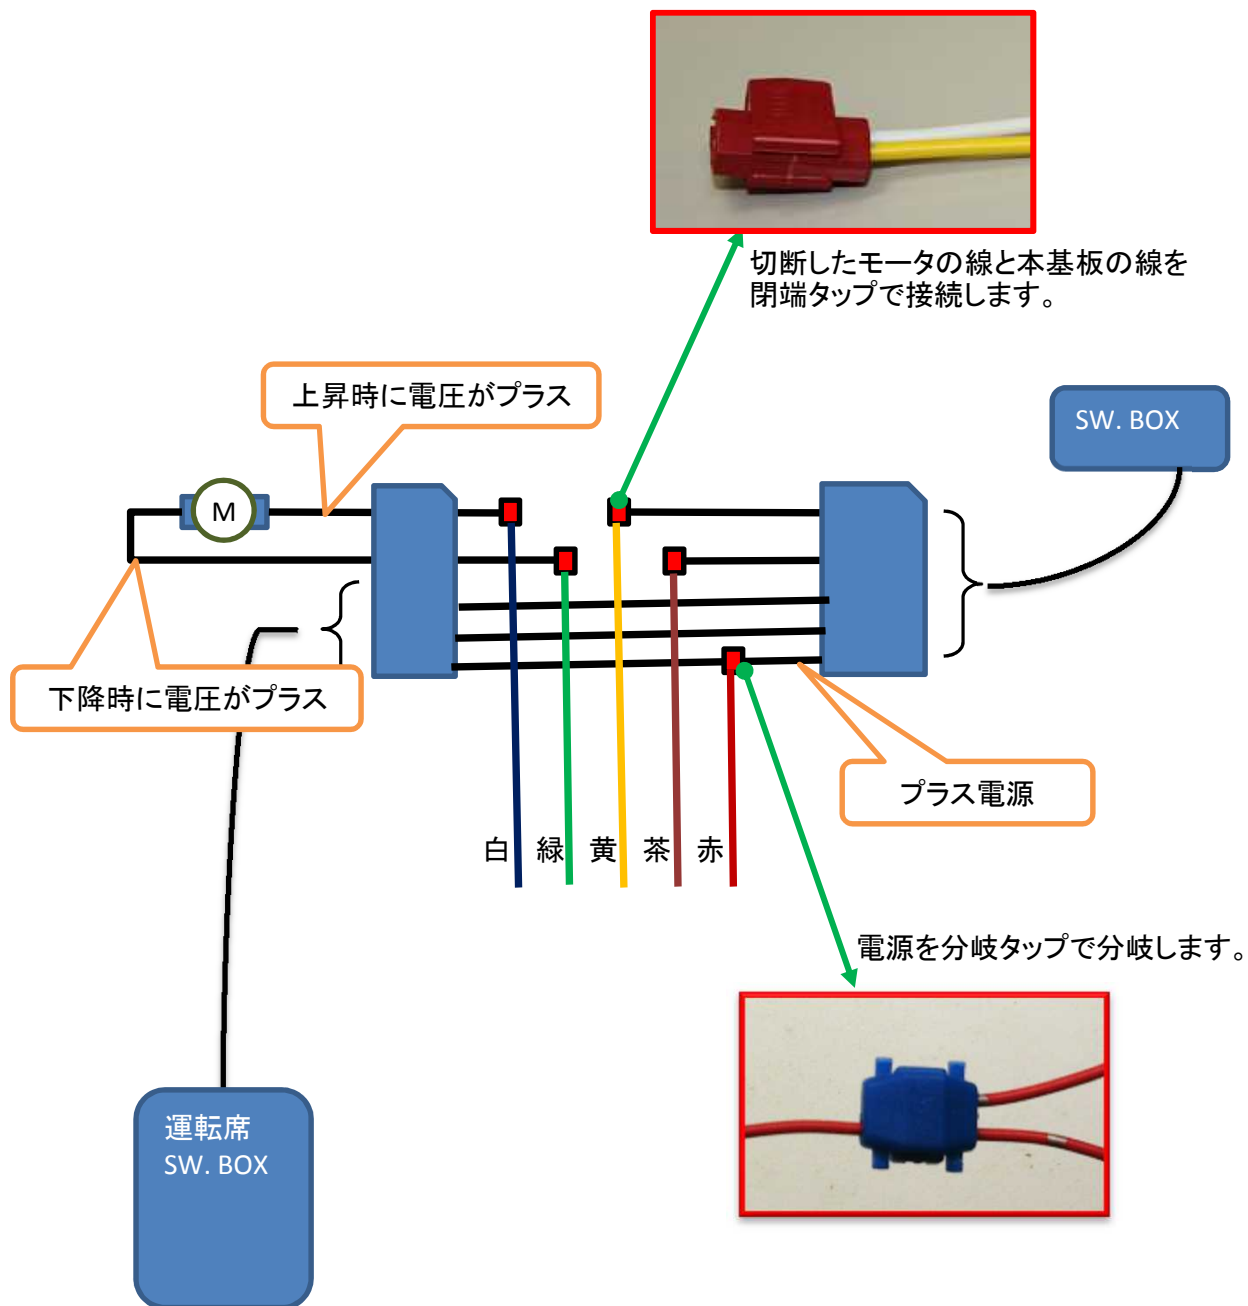 切断したモータの線と本基板の線を
閉端タップで接続します。
上昇時に電圧がプラス
SW. BOX
M
下降時に電圧がプラス
プラス電源
白 緑 黄 茶 赤
電源を分岐タップで分岐します。
運転席
SW. BOX